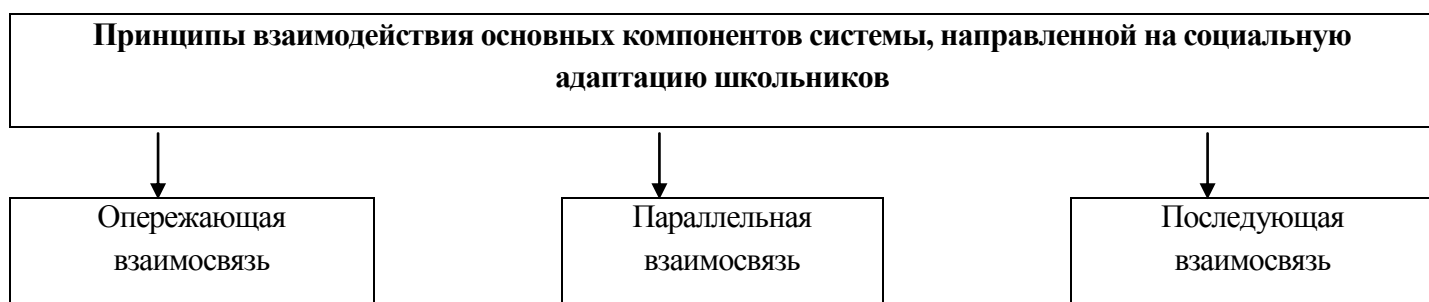 Принципы взаимодействия основных компонентов системы, направленной на социальную
адаптацию школьников
Опережающая
взаимосвязь
Параллельная
взаимосвязь
Последующая
взаимосвязь